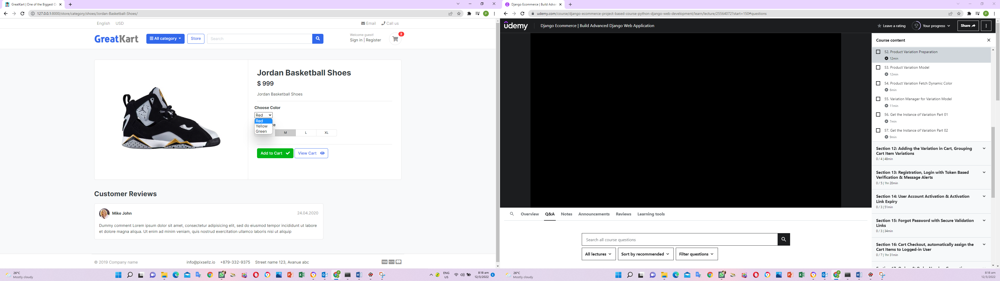 GreatKart | One of the Biggest O
127.0.0.1:8000/store/category/shoes/Jordan-Basketball-Shoes/
English USD
Email Call us
GreatKart
All category
Store
Search
Welcome guest!
Sign in | Register
2
Jordan Basketball Shoes
$ 999
Jordan Basketball Shoes
Choose Color
Red
Red
Yellow
Green
ze
M L XL
Add to Cart
View Cart
Customer Reviews
Mike John
24.04.2020
Dummy comment Lorem ipsum dolor sit amet, consectetur adipisicing elit, sed do eiusmod tempor incididunt ut labore
et dolore magna aliqua. Ut enim ad minim veniam, quis nostrud exercitation ullamco laboris nisi ut aliquip
© 2019 Company name
info@pixsellz.io +879-332-9375 Street name 123, Avanue abc
VISA PayPal
26°C
Mostly cloudy
ENG
US
8:18 am
12/3/2022
6
Django Ecommerce | Build Adva
udemy.com/course/django-ecommerce-project-based-course-python-django-web-development/learn/lecture/25564072?start=150#questions
udemy
Django Ecommerce | Build Advanced Django Web Application
Leave a rating
Your progress
Share
Course content
52. Product Variation Preparation
12min
53. Product Variation Model
12min
54. Product Variation Fetch Dynamic Color
6min
55. Variation Manager for Variation Model
11min
56. Get the Instance of Variation Part 01
7min
57. Get the Instance of Variation Part 02
9min
Section 12: Adding the Variation in Cart, Grouping
Cart Item Variations
0 / 4 | 48min
Section 13: Registration, Login with Token Based
Verification & Message Alerts
0 / 5 | 1hr 20min
Section 14: User Account Activation & Activation
Link Expiry
0 / 3 | 51min
Section 15: Forgot Password with Secure Validation
Links
0 / 3 | 34min
Section 16: Cart Checkout, automatically assign the
Cart Items to Logged-in User
0 / 7 | 1hr 31min
Overview Q&A Notes Announcements Reviews Learning tools
Search all course questions
All lectures
Sort by recommended
Filter questions
26°C
Mostly cloudy
8:18 am
12/3/2022